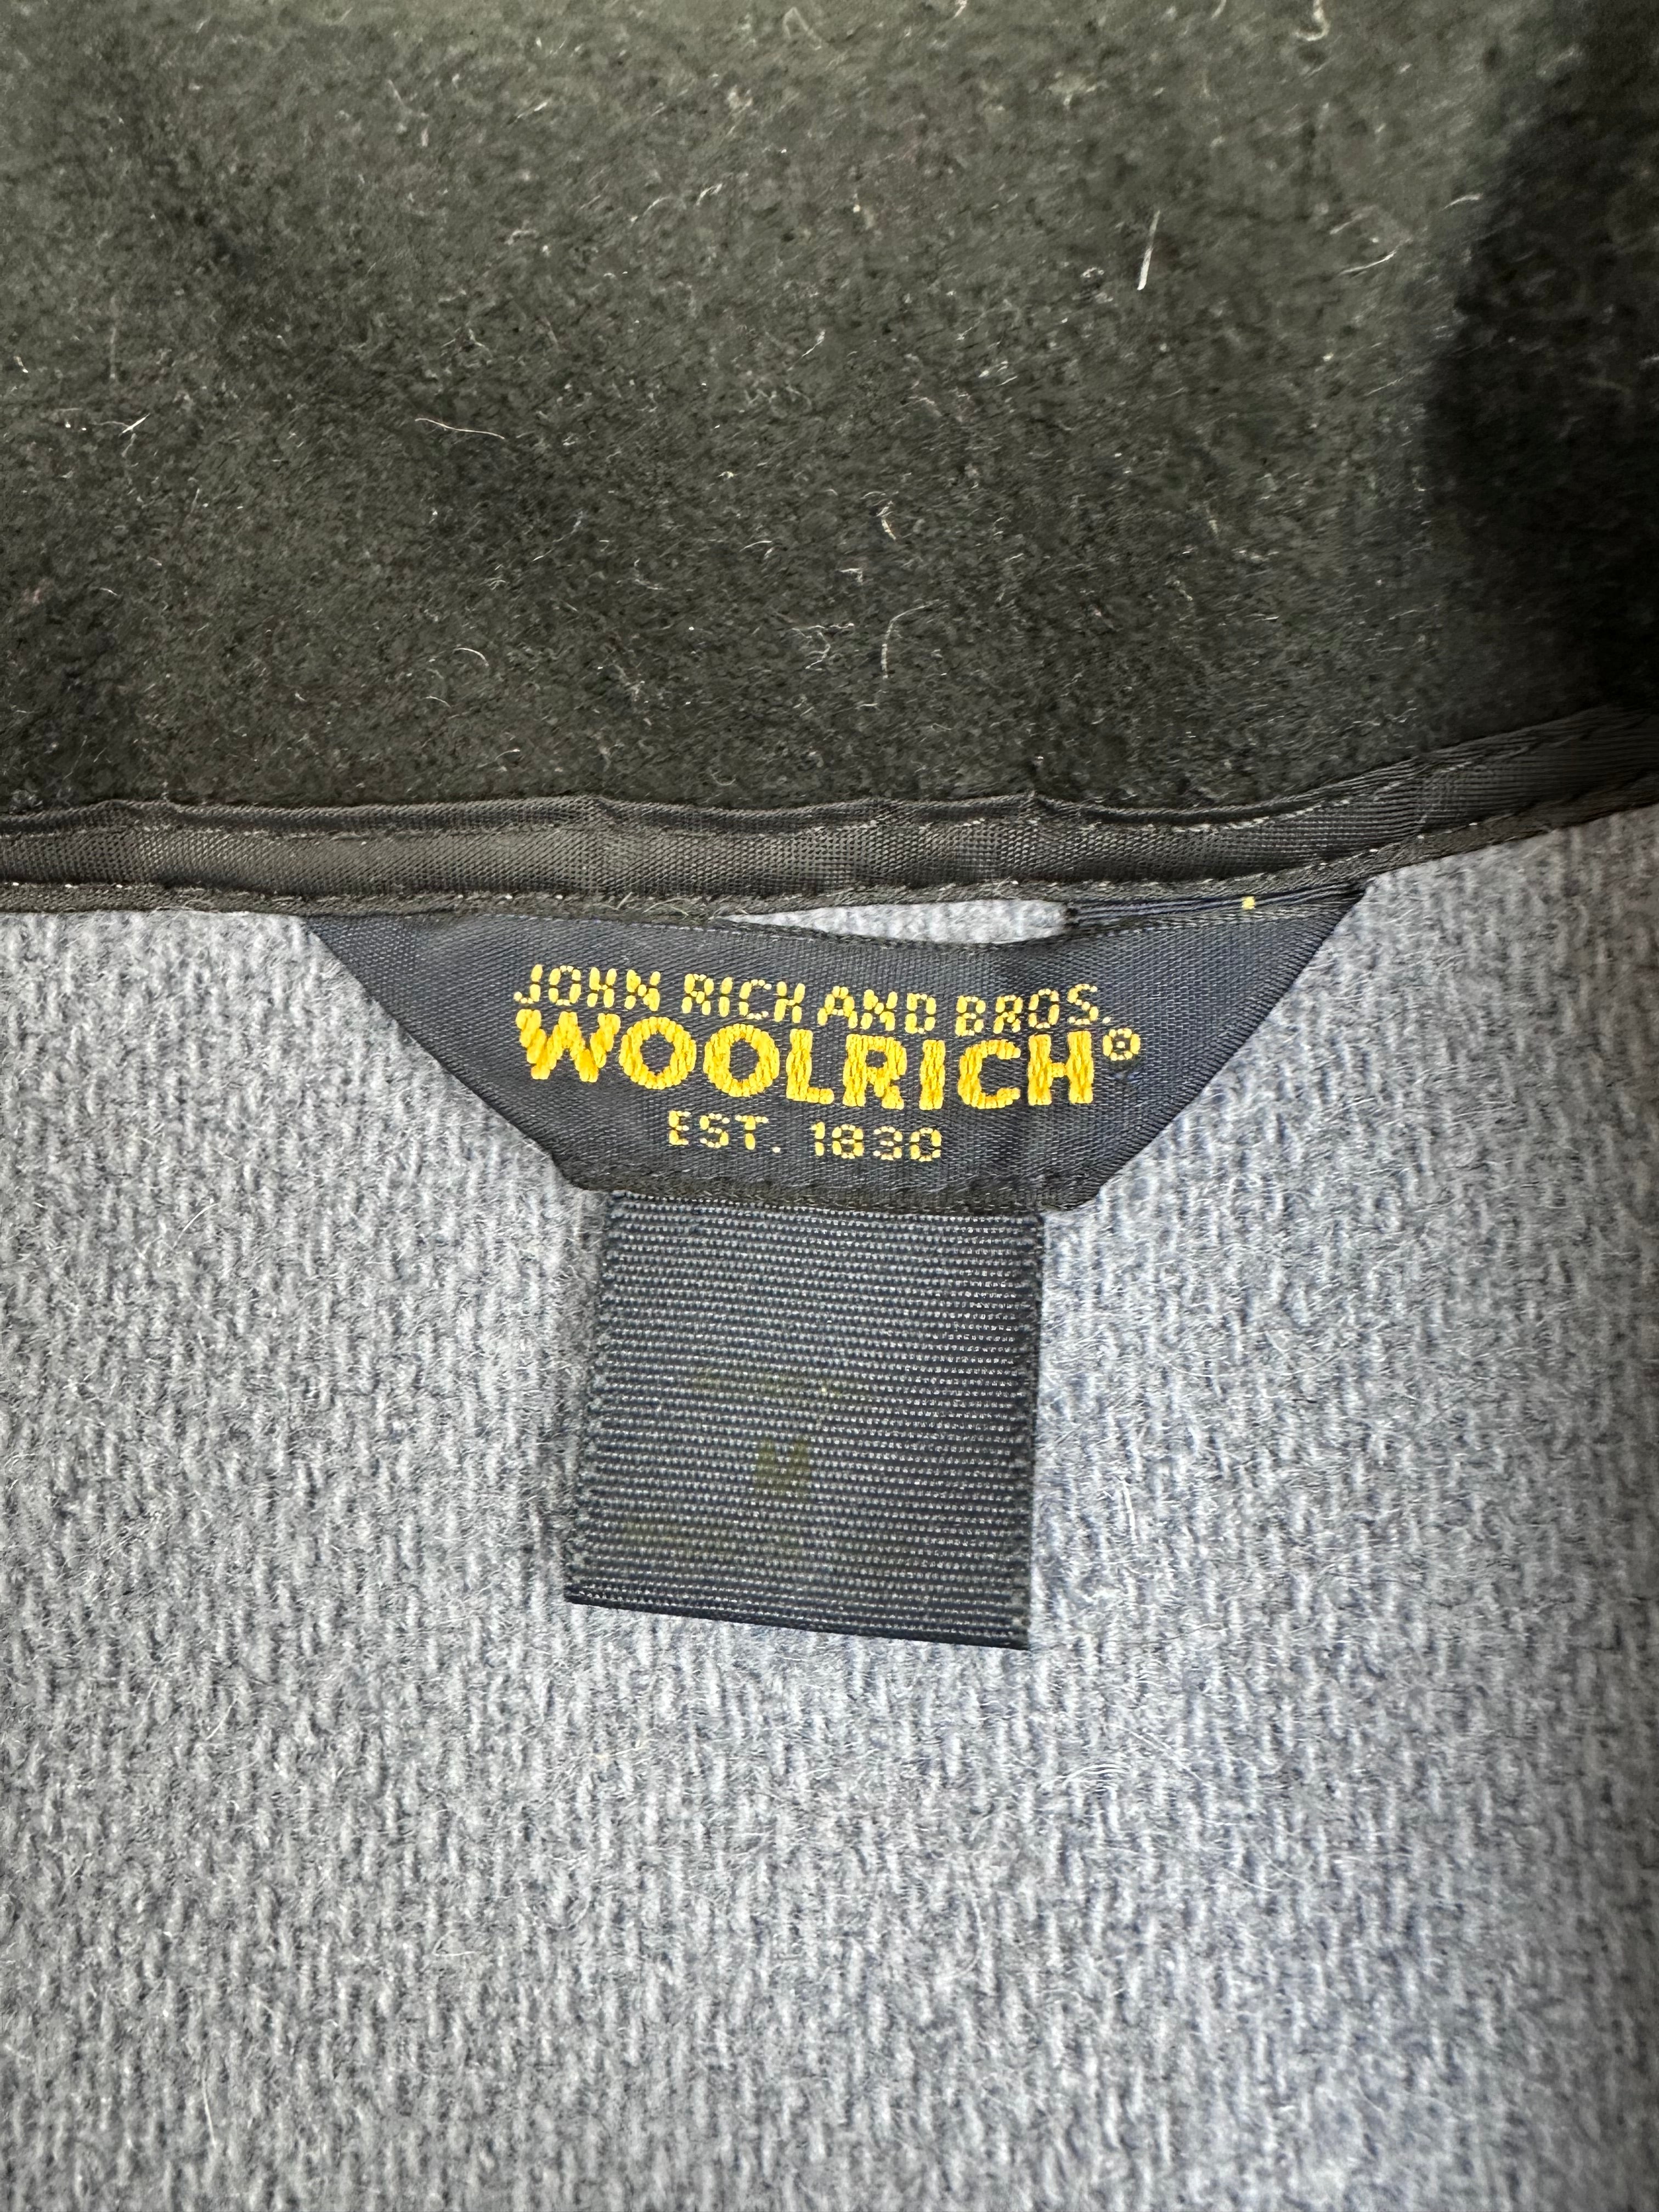 JOHN RICH AND BROS.
WOOLRICH®
EST. 1830